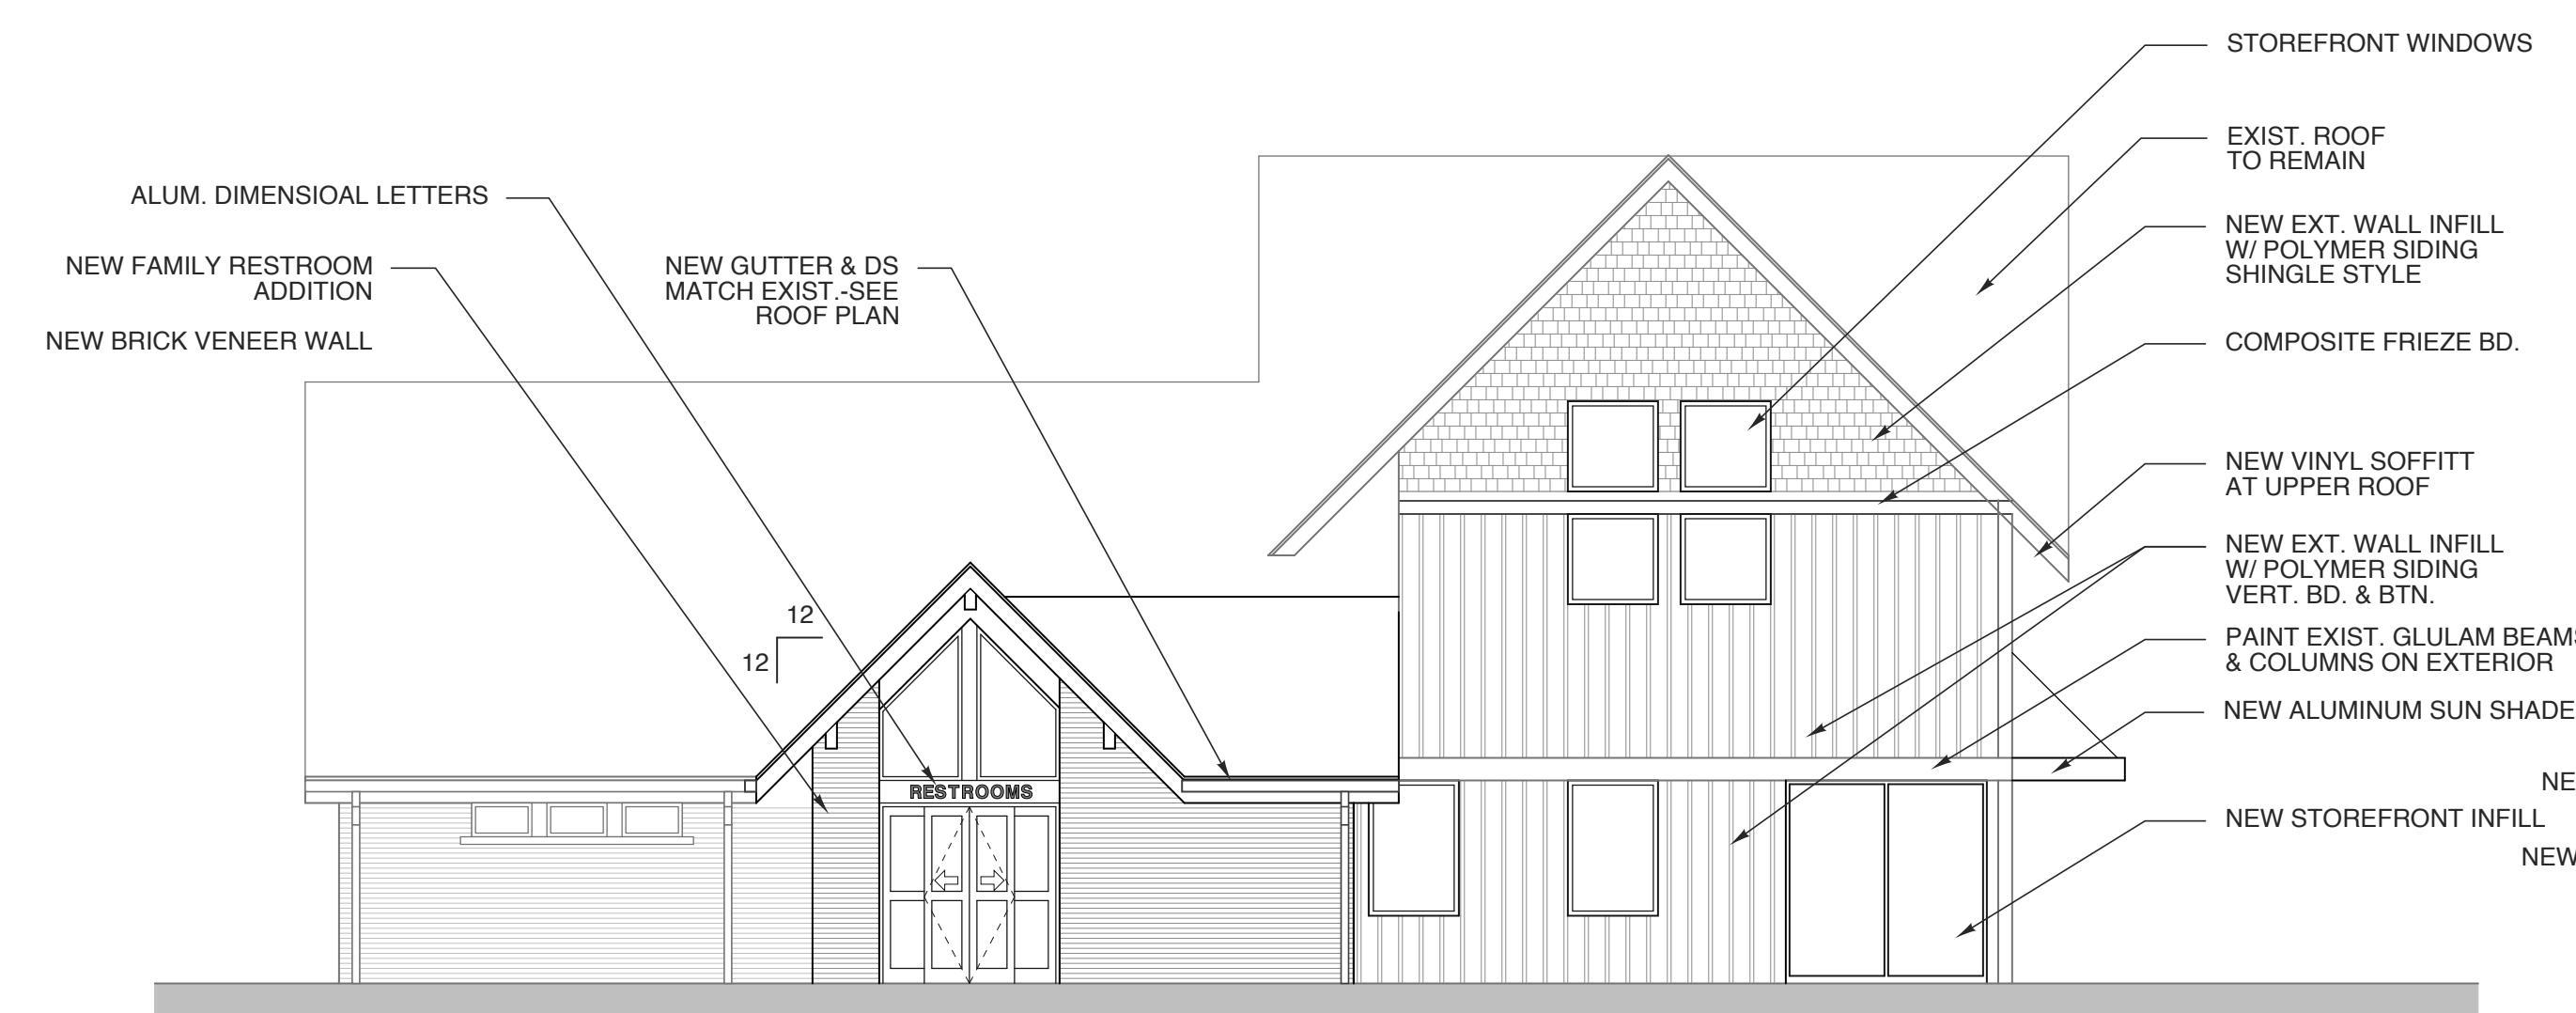 STOREFRONT WINDOWS
EXIST. ROOF
TO REMAIN
ALUM. DIMENSIOAL LETTERS
NEW EXT. WALL INFILL
W/ POLYMER SIDING
SHINGLE STYLE
NEW FAMILY RESTROOM
ADDITION
NEW GUTTER & DS
MATCH EXIST.-SEE
ROOF PLAN
NEW BRICK VENEER WALL
COMPOSITE FRIEZE BD.
NEW VINYL SOFFITT
AT UPPER ROOF
NEW EXT. WALL INFILL
W/ POLYMER SIDING
VERT. BD. & BTN.
12
12
PAINT EXIST. GLULAM BEAMS
& COLUMNS ON EXTERIOR
NEW ALUMINUM SUN SHADE
NE
RESTROOMS
NEW STOREFRONT INFILL
NEW